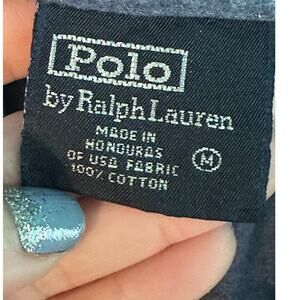 Polo
by Ralph Lauren
MADE IN
HONDURAS
OF USA FABRIC
100% COTTON
M